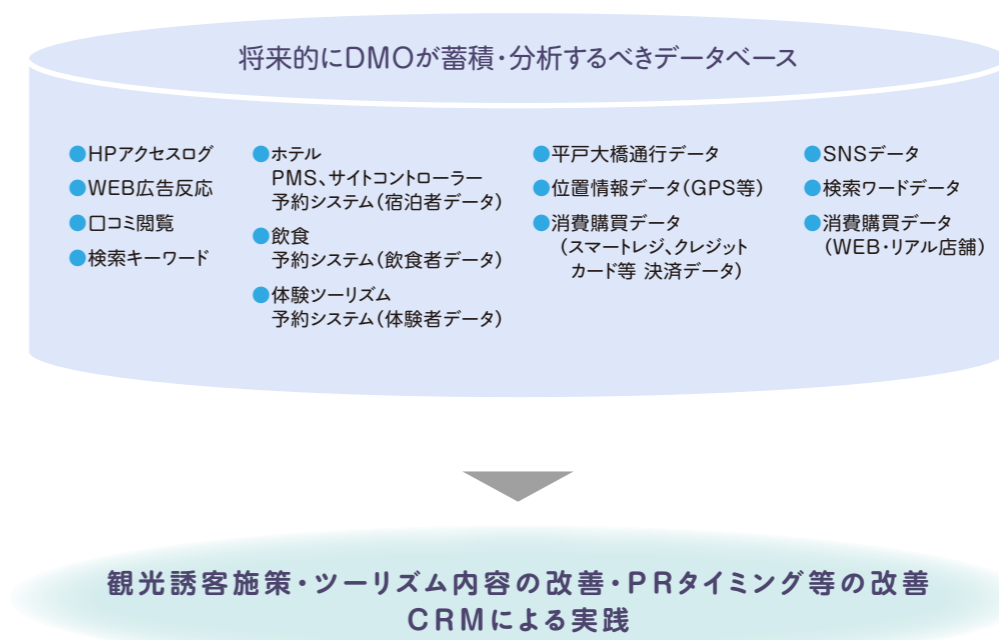 将来的にDMOが蓄積・分析するべきデータベース
●HPアクセスログ
●WEB広告反応
●口コミ閲覧
●検索キーワード
●ホテル
PMS、サイトコントローラー
予約システム(宿泊者データ)
●飲食
予約システム(飲食者データ)
●体験ツーリズム
予約システム(体験者データ)
●平戸大橋通行データ
●位置情報データ(GPS等)
●消費購買データ
(スマートレジ、クレジット
カード等 決済データ)
●SNSデータ
●検索ワードデータ
●消費購買データ
(WEB・リアル店舗)
観光誘客施策・ツーリズム内容の改善・PRタイミング等の改善
CRMによる実践